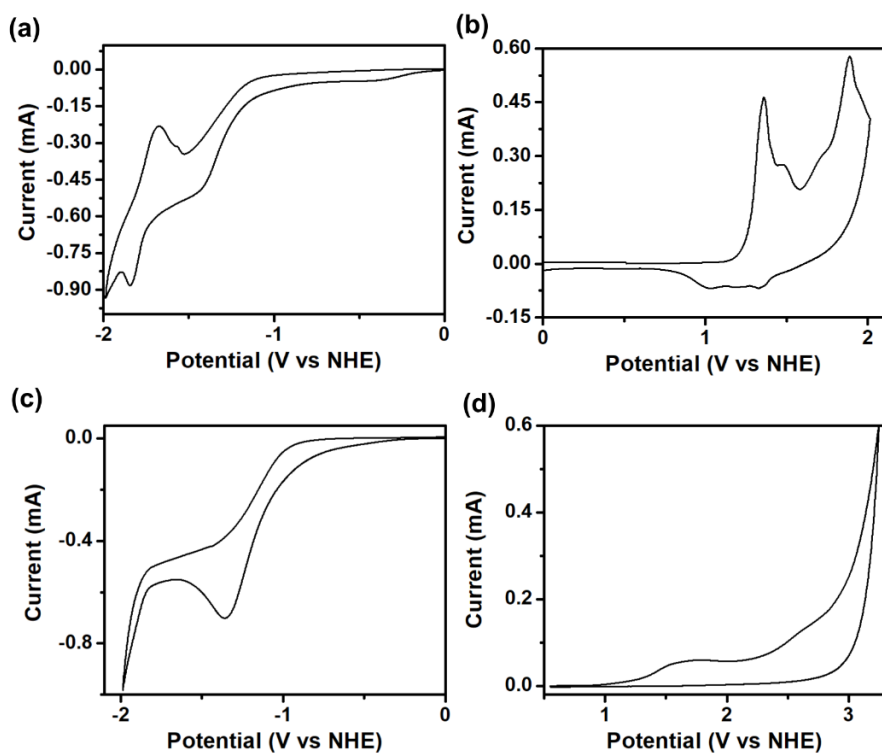 (a)
0.00
-0.15
-0.30
-0.45
-0.60
-0.75
-0.90
Current (mA)
-2
-1
0
Potential (V vs NHE)
(b)
0.60
0.45
0.30
0.15
0.00
-0.15
Current (mA)
0
1
2
Potential (V vs NHE)
(c)
0.0
-0.4
-0.8
Current (mA)
-2
-1
0
Potential (V vs NHE)
(d)
0.6
0.4
0.2
0.0
Current (mA)
1
2
3
Potential (V vs NHE)